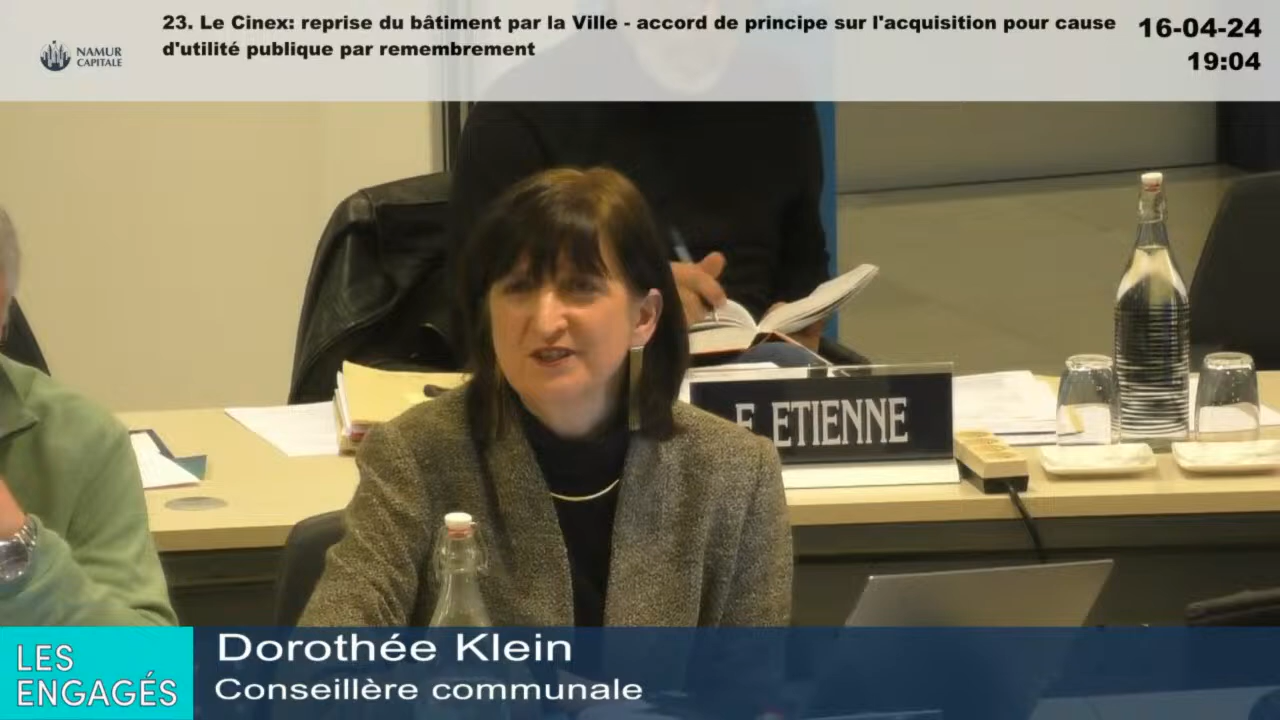 23. Le Cinex: reprise du bâtiment par la Ville - accord de principe sur l'acquisition pour cause
d'utilité publique par remembrement
16-04-24
19:04
NAMUR
CAPITALE
F. ETIENNE
LES
ENGAGÉS
Dorothée Klein
Conseillère communale